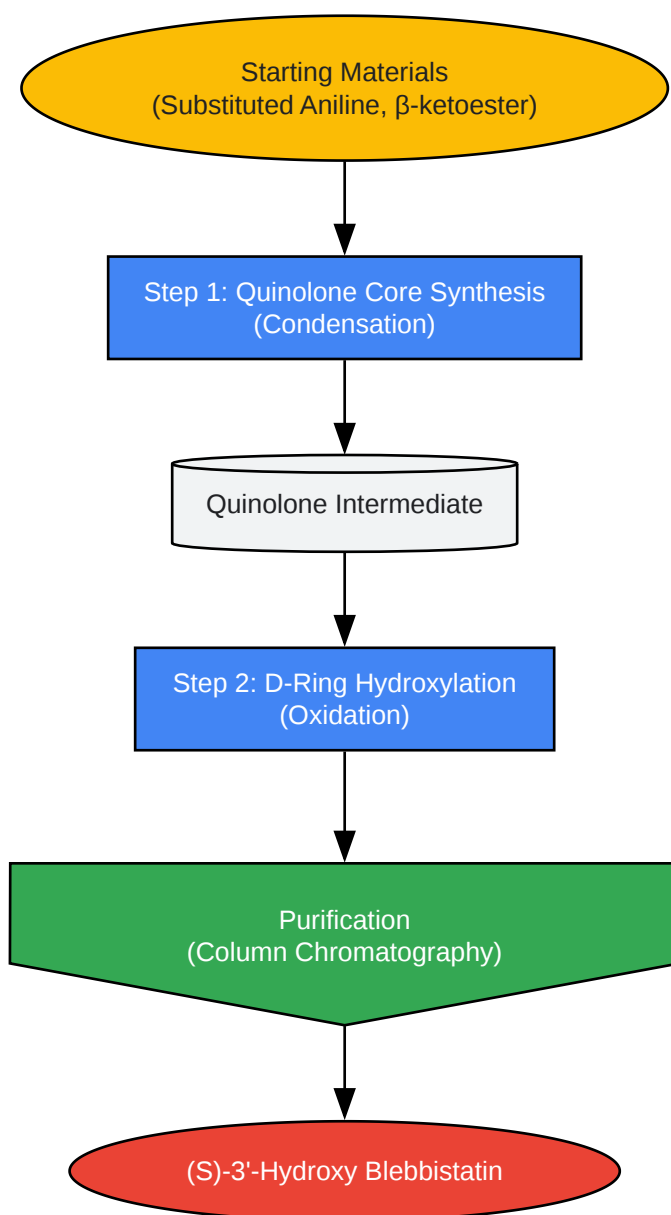 Starting Materials
(Substituted Aniline, β-ketoester)
Step 1: Quinolone Core Synthesis
(Condensation)
Quinolone Intermediate
Step 2: D-Ring Hydroxylation
(Oxidation)
Purification
(Column Chromatography)
(S)-3'-Hydroxy Blebbistatin